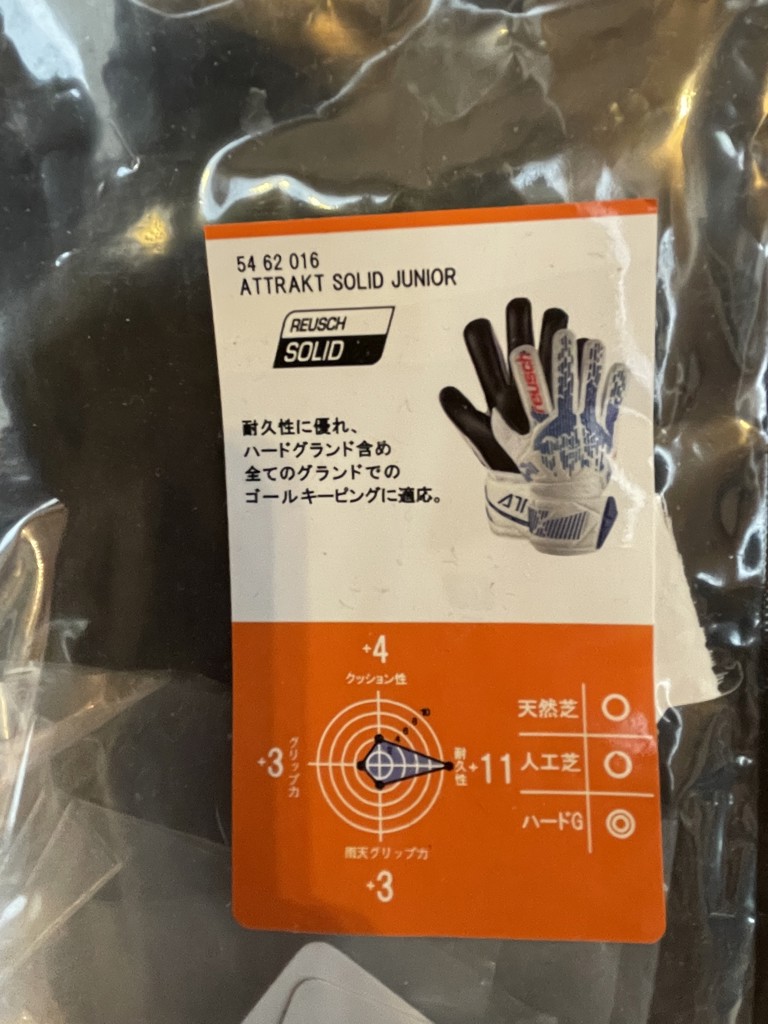 54 62 016
ATTRAKT SOLID JUNIOR
REUSCH
SOLID
reusch
耐久性に優れ、
ハードグランド含め
全てのグランドでの
ゴールキーピングに適応。
+4
クッション性
10
8
6
4
+3
グリップ力
耐久性
+11
雨天グリップ力
+3
天然芝 ○
人工芝 ○
ハードG ◎